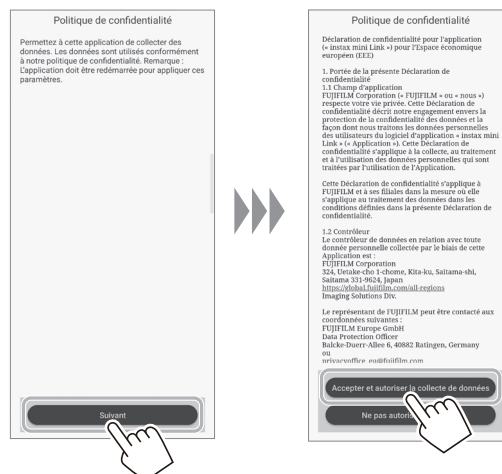 Politique de confidentialité
Permettez à cette application de collecter des
données. Les données sont utilisés conformément
à notre politique de confidentialité. Remarque :
L'application doit être redémarrée pour appliquer ces
paramètres.
Suivant
Politique de confidentialité
Déclaration de confidentialité pour l'application
(« instax mini Link ») pour l'Espace économique
européen (EEE)
1. Portée de la présente Déclaration de
confidentialité
1.1 Champ d'application
FUJIFILM Corporation (« FUJIFILM » ou « nous »)
respecte votre vie privée. Cette Déclaration de
confidentialité décrit notre engagement envers la
protection de la confidentialité des données et la
façon dont nous traitons les données personnelles
des utilisateurs du logiciel d'application « instax mini
Link » (« Application »). Cette Déclaration de
confidentialité s'applique à la collecte, au traitement
et à l'utilisation des données personnelles qui sont
traitées par l'utilisation de l'Application.
Cette Déclaration de confidentialité s'applique à
FUJIFILM et à ses filiales dans la mesure où elle
s'applique au traitement des données dans les
conditions définies dans la présente Déclaration de
confidentialité.
1.2 Contrôleur
Le contrôleur de données en relation avec toute
donnée personnelle collectée par le biais de cette
Application est :
FUJIFILM Corporation
324, Uetake-cho 1-chome, Kita-ku, Saitama-shi,
Saitama 331-9624, Japan
https://global.fujifilm.com/all-regions
Imaging Solutions Div.
Le représentant de FUJIFILM peut être contacté aux
coordonnées suivantes :
FUJIFILM Europe GmbH
Data Protection Officer
Balcke-Duerr-Allee 6, 40882 Ratingen, Germany
ou
privacyoffice_eu@fujifilm.com
Accepter et autoriser la collecte de données
Ne pas